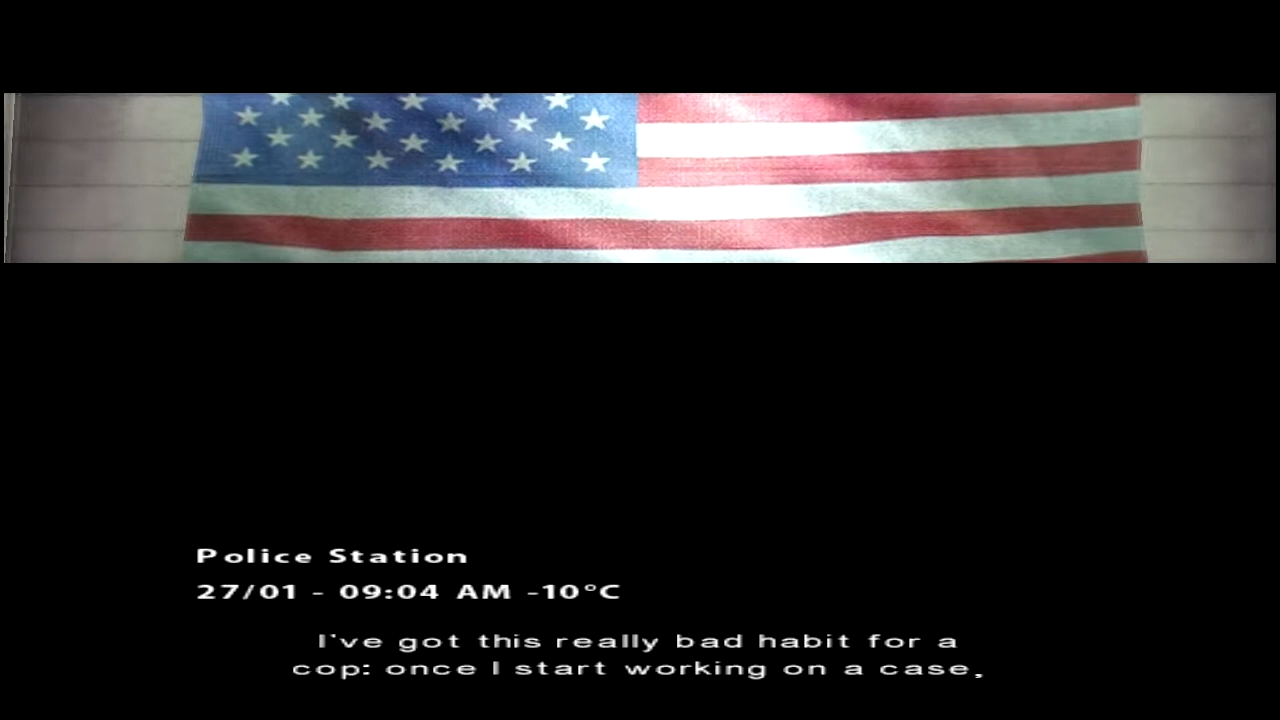 Police Station
27/01 - 09:04 AM -10°C
I've got this really bad habit for a
cop: once I start working on a case,